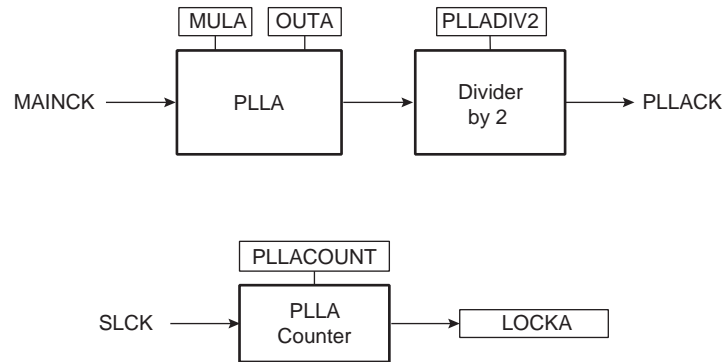 MULA
OUTA
PLLADIV2
MAINCK
PLLA
Divider
by 2
PLLACK
PLLACOUNT
SLCK
PLLA
Counter
LOCKA